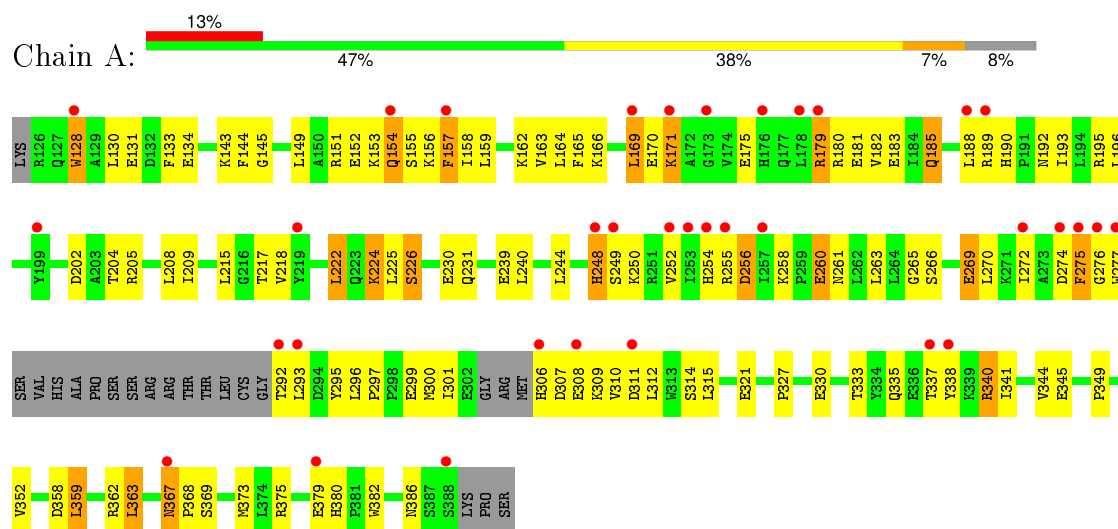 13%
Chain A:
47% 38% 7% 8%
LYS R126 Q127 W128 A129 L130 E131 D132 F133 E134 K143 F144 G145 L149 A150 R151 E152 K153 Q154 S155 K156 F157 I158 L159 K162 V163 L164 F165 K166 L169 E170 K171 A172 G173 V174 E175 H176 Q177 L178 R179 R180 E181 V182 E183 I184 Q185 L188 R189 H190 P191 N192 I193 L194 R195 L196
Y199 D202 A203 T204 R205 L208 I209 L215 G216 T217 V218 Y219 L222 Q223 K224 L225 S226 E230 Q231 E239 L240 L244 H248 S249 K250 R251 V252 I253 H254 R255 D256 I257 K258 P259 E260 N261 L262 L263 L264 G265 S266 E269 L270 K271 I272 A273 D274 F275 G276 W277
SER VAL HIS ALA PRO SER SER ARG ARG THR THR LEU CYS GLY T292 L293 D294 Y295 L296 P297 P298 E299 M300 I301 E302 GLY ARG MET H306 D307 E308 K309 V310 D311 L312 W313 S314 L315 E321 P327 E330 T333 Y334 Q335 E336 T337 Y338 K339 R340 I341 V344 E345 P349
V352 D358 L359 R362 L363 N367 P368 S369 M373 L374 R375 E379 H380 P381 W382 N386 S387 S388 LYS PRO SER